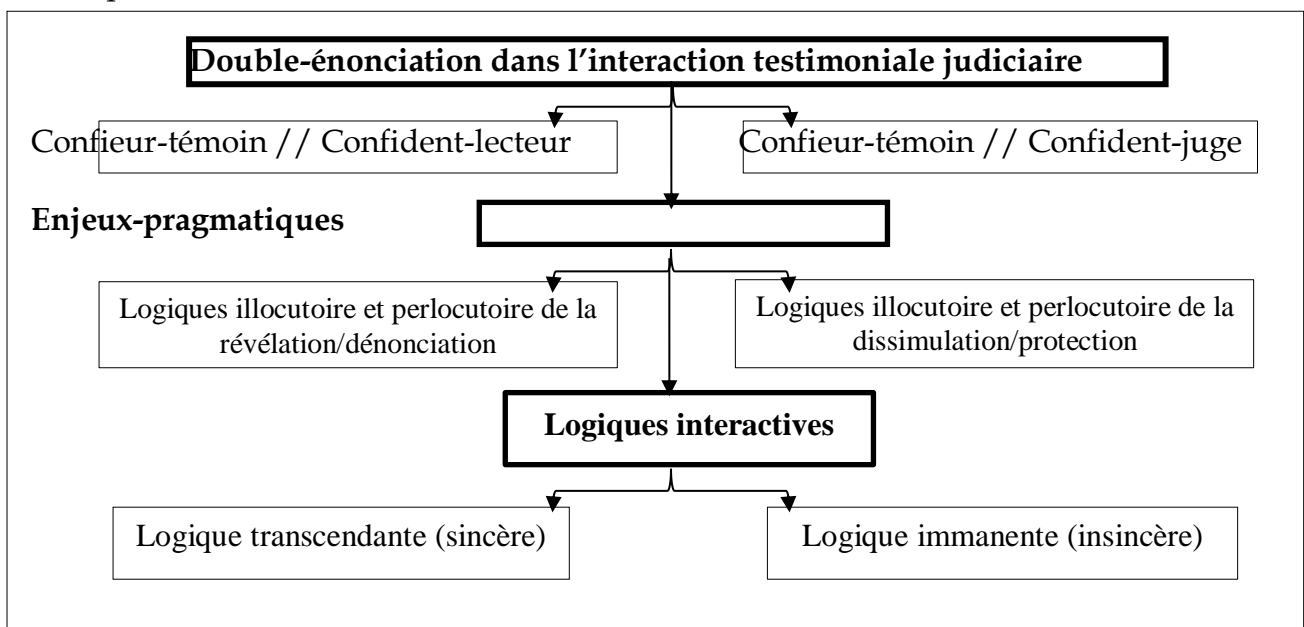 Double-énonciation dans l’interaction testimoniale judiciaire
Confieur-témoin // Confident-lecteur
Confieur-témoin // Confident-juge
Enjeux-pragmatiques
Logiques illocutoire et perlocutoire de la
révélation/dénonciation
Logiques illocutoire et perlocutoire de la
dissimulation/protection
Logiques interactives
Logique transcendante (sincère)
Logique immanente (insincère)